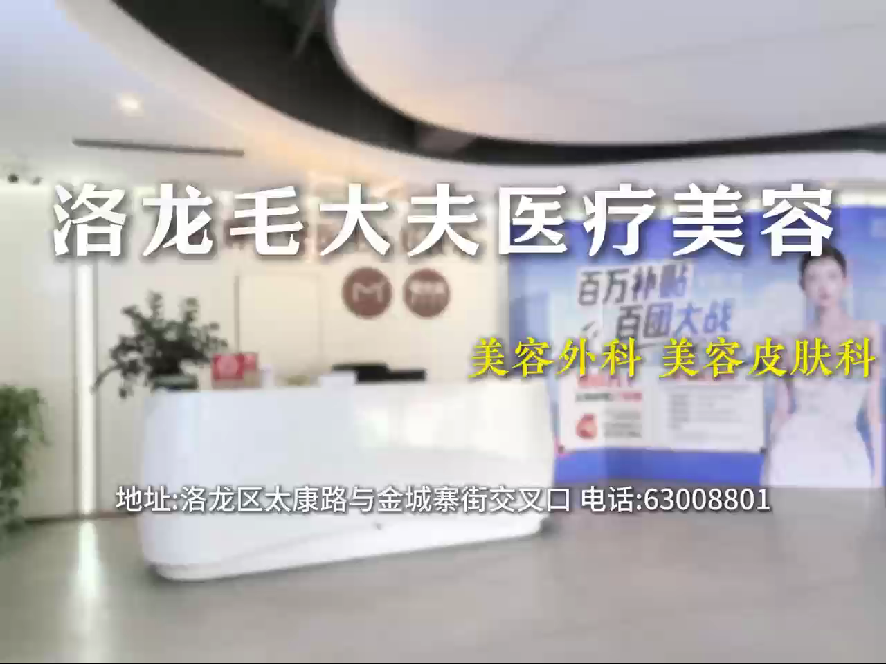 洛龙毛大夫医疗美容
百万补贴
百团大战
美容外科 美容皮肤科
地址:洛龙区太康路与金城寨街交叉口 电话:63008801